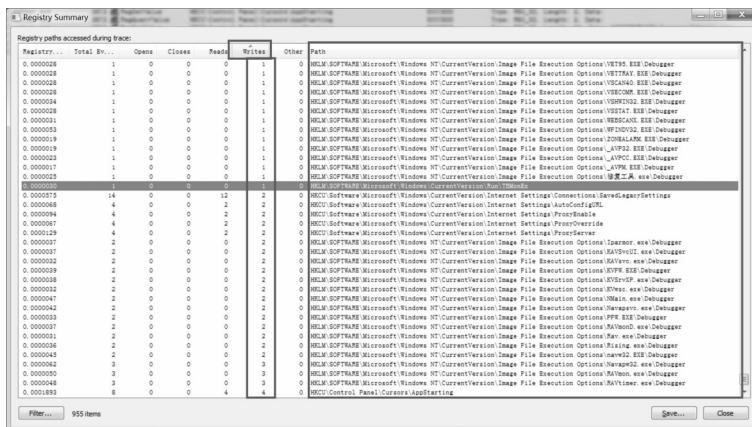 Registry Summary
Registry paths accessed during trace:
Registry... Total Ev... Opens Closes Reads Writes Other Path
0.0000028 1 0 0 0 1 0 HKLM\SOFTWARE\Microsoft\Windows NT\CurrentVersion\Image File Execution Options\VET95.EXE\Debugger
0.0000028 1 0 0 0 1 0 HKLM\SOFTWARE\Microsoft\Windows NT\CurrentVersion\Image File Execution Options\VETTRAY.EXE\Debugger
0.0000028 1 0 0 0 1 0 HKLM\SOFTWARE\Microsoft\Windows NT\CurrentVersion\Image File Execution Options\VSCAN40.EXE\Debugger
0.0000028 1 0 0 0 1 0 HKLM\SOFTWARE\Microsoft\Windows NT\CurrentVersion\Image File Execution Options\VSECOMR.EXE\Debugger
0.0000034 1 0 0 0 1 0 HKLM\SOFTWARE\Microsoft\Windows NT\CurrentVersion\Image File Execution Options\VSHWIN32.EXE\Debugger
0.0000028 1 0 0 0 1 0 HKLM\SOFTWARE\Microsoft\Windows NT\CurrentVersion\Image File Execution Options\VSSTAT.EXE\Debugger
0.0000031 1 0 0 0 1 0 HKLM\SOFTWARE\Microsoft\Windows NT\CurrentVersion\Image File Execution Options\WEBSCANX.EXE\Debugger
0.0000053 1 0 0 0 1 0 HKLM\SOFTWARE\Microsoft\Windows NT\CurrentVersion\Image File Execution Options\WFINDV32.EXE\Debugger
0.0000019 1 0 0 0 1 0 HKLM\SOFTWARE\Microsoft\Windows NT\CurrentVersion\Image File Execution Options\ZONEALARM.EXE\Debugger
0.0000019 1 0 0 0 1 0 HKLM\SOFTWARE\Microsoft\Windows NT\CurrentVersion\Image File Execution Options\_AVP32.EXE\Debugger
0.0000023 1 0 0 0 1 0 HKLM\SOFTWARE\Microsoft\Windows NT\CurrentVersion\Image File Execution Options\_AVPCC.EXE\Debugger
0.0000017 1 0 0 0 1 0 HKLM\SOFTWARE\Microsoft\Windows NT\CurrentVersion\Image File Execution Options\_AVPM.EXE\Debugger
0.0000025 1 0 0 0 1 0 HKLM\SOFTWARE\Microsoft\Windows NT\CurrentVersion\Image File Execution Options\修复工具.exe\Debugger
0.0000030 1 0 0 0 1 0 HKLM\SOFTWARE\Microsoft\Windows\CurrentVersion\Run\TBMonEx
0.0000575 14 0 0 12 2 0 HKCU\Software\Microsoft\Windows\CurrentVersion\Internet Settings\Connections\SavedLegacySettings
0.0000068 4 0 0 2 2 0 HKCU\Software\Microsoft\Windows\CurrentVersion\Internet Settings\AutoConfigURL
0.0000094 4 0 0 2 2 0 HKCU\Software\Microsoft\Windows\CurrentVersion\Internet Settings\ProxyEnable
0.0000067 4 0 0 2 2 0 HKCU\Software\Microsoft\Windows\CurrentVersion\Internet Settings\ProxyOverride
0.0000129 4 0 0 2 2 0 HKCU\Software\Microsoft\Windows\CurrentVersion\Internet Settings\ProxyServer
0.0000037 2 0 0 0 2 0 HKLM\SOFTWARE\Microsoft\Windows NT\CurrentVersion\Image File Execution Options\Iparmor.exe\Debugger
0.0000037 2 0 0 0 2 0 HKLM\SOFTWARE\Microsoft\Windows NT\CurrentVersion\Image File Execution Options\KAVSvcUI.EXE\Debugger
0.0000032 2 0 0 0 2 0 HKLM\SOFTWARE\Microsoft\Windows NT\CurrentVersion\Image File Execution Options\KAVsvc.exe\Debugger
0.0000039 2 0 0 0 2 0 HKLM\SOFTWARE\Microsoft\Windows NT\CurrentVersion\Image File Execution Options\KVFW.EXE\Debugger
0.0000038 2 0 0 0 2 0 HKLM\SOFTWARE\Microsoft\Windows NT\CurrentVersion\Image File Execution Options\KVSrvXP.exe\Debugger
0.0000032 2 0 0 0 2 0 HKLM\SOFTWARE\Microsoft\Windows NT\CurrentVersion\Image File Execution Options\KVwsc.exe\Debugger
0.0000047 2 0 0 0 2 0 HKLM\SOFTWARE\Microsoft\Windows NT\CurrentVersion\Image File Execution Options\NMain.exe\Debugger
0.0000042 2 0 0 0 2 0 HKLM\SOFTWARE\Microsoft\Windows NT\CurrentVersion\Image File Execution Options\Navapsvc.exe\Debugger
0.0000033 2 0 0 0 2 0 HKLM\SOFTWARE\Microsoft\Windows NT\CurrentVersion\Image File Execution Options\PFW.EXE\Debugger
0.0000037 2 0 0 0 2 0 HKLM\SOFTWARE\Microsoft\Windows NT\CurrentVersion\Image File Execution Options\RAVmonD.exe\Debugger
0.0000031 2 0 0 0 2 0 HKLM\SOFTWARE\Microsoft\Windows NT\CurrentVersion\Image File Execution Options\Rav.exe\Debugger
0.0000036 2 0 0 0 2 0 HKLM\SOFTWARE\Microsoft\Windows NT\CurrentVersion\Image File Execution Options\Rising.exe\Debugger
0.0000045 2 0 0 0 2 0 HKLM\SOFTWARE\Microsoft\Windows NT\CurrentVersion\Image File Execution Options\navw32.EXE\Debugger
0.0000062 3 0 0 0 3 0 HKLM\SOFTWARE\Microsoft\Windows NT\CurrentVersion\Image File Execution Options\Navapw32.exe\Debugger
0.0000050 3 0 0 0 3 0 HKLM\SOFTWARE\Microsoft\Windows NT\CurrentVersion\Image File Execution Options\RAVmon.exe\Debugger
0.0000048 3 0 0 0 3 0 HKLM\SOFTWARE\Microsoft\Windows NT\CurrentVersion\Image File Execution Options\RAVtimer.exe\Debugger
0.0001893 8 0 0 4 4 0 HKCU\Control Panel\Cursors\AppStarting
Filter... 955 items Save... Close